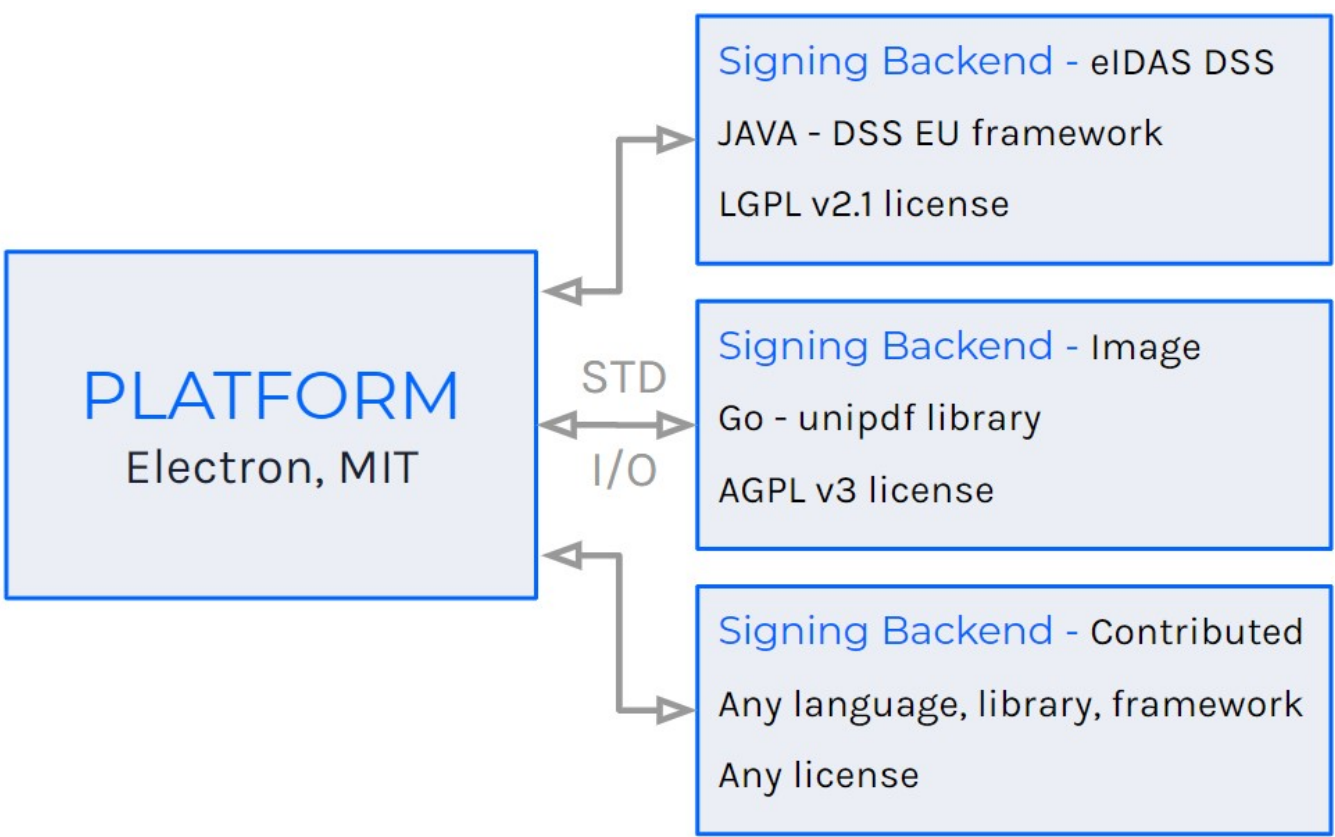 PLATFORM
Electron, MIT
STD
I/O
Signing Backend - eIDAS DSS
JAVA - DSS EU framework
LGPL v2.1 license
Signing Backend - Image
Go - unipdf library
AGPL v3 license
Signing Backend - Contributed
Any language, library, framework
Any license